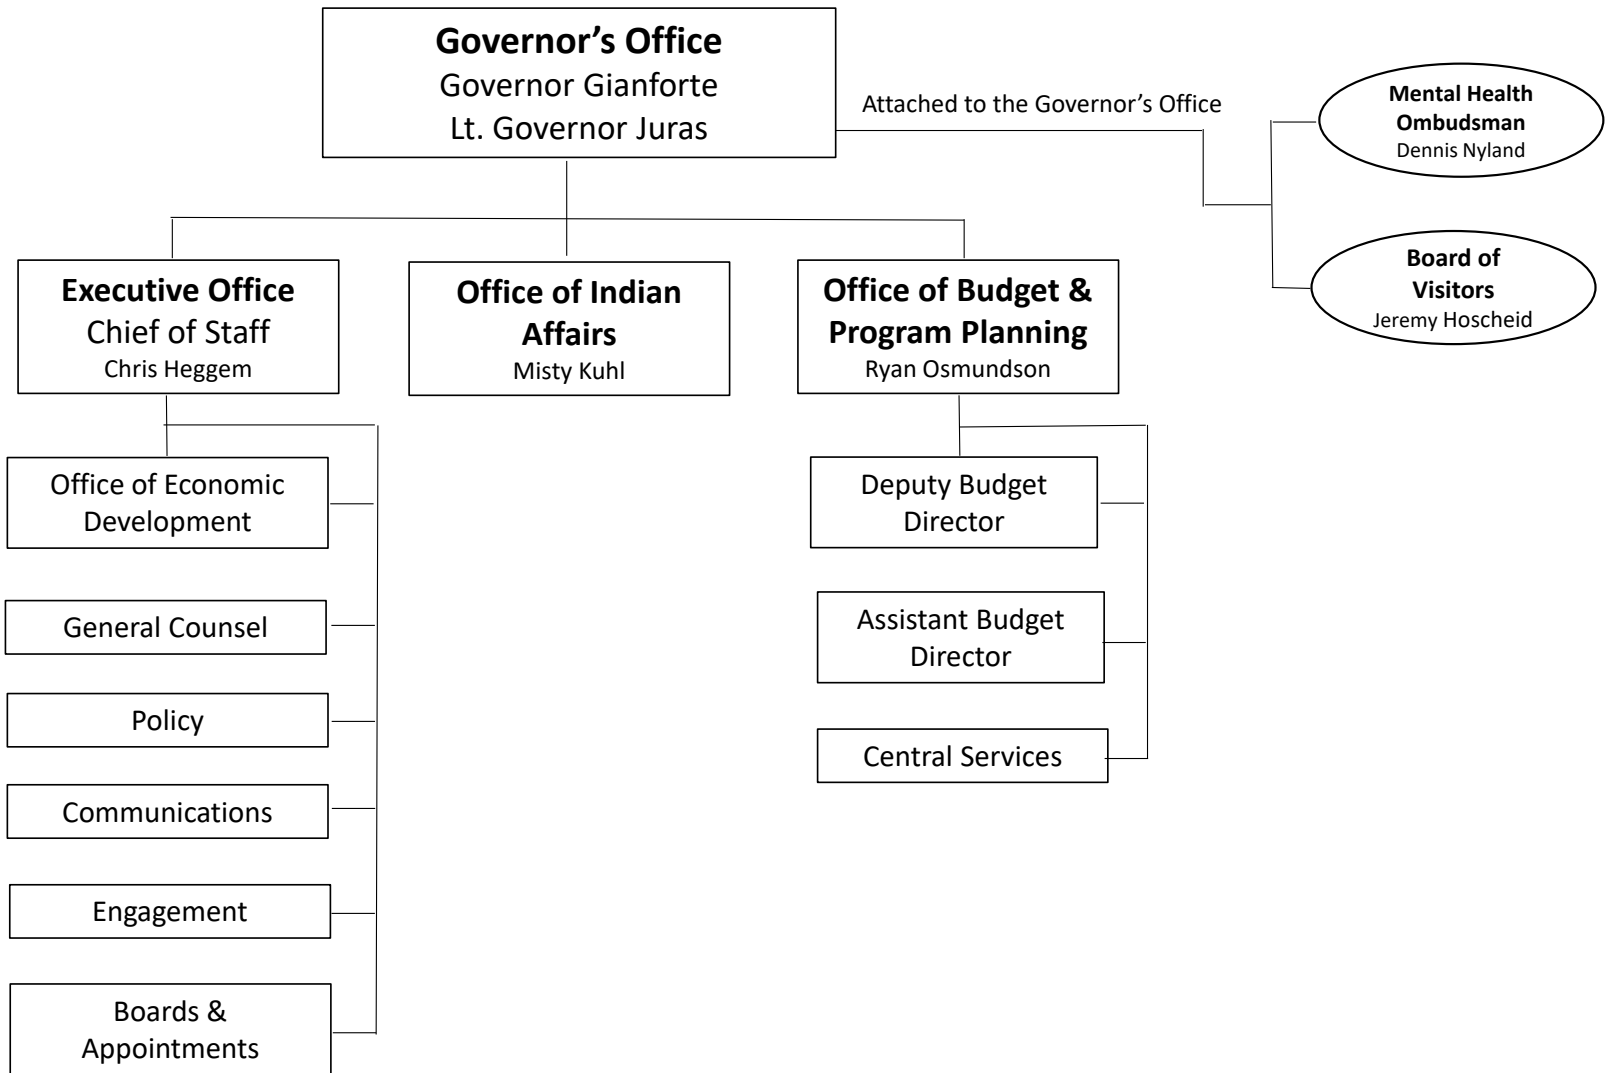 Governor's Office
Governor Gianforte
Lt. Governor Juras
Attached to the Governor's Office
Mental Health
Ombudsman
Dennis Nyland
Board of
Visitors
Jeremy Hoscheid
Executive Office
Chief of Staff
Chris Heggem
Office of Indian
Affairs
Misty Kuhl
Office of Budget &
Program Planning
Ryan Osmundson
Office of Economic
Development
General Counsel
Policy
Communications
Engagement
Boards &
Appointments
Deputy Budget
Director
Assistant Budget
Director
Central Services